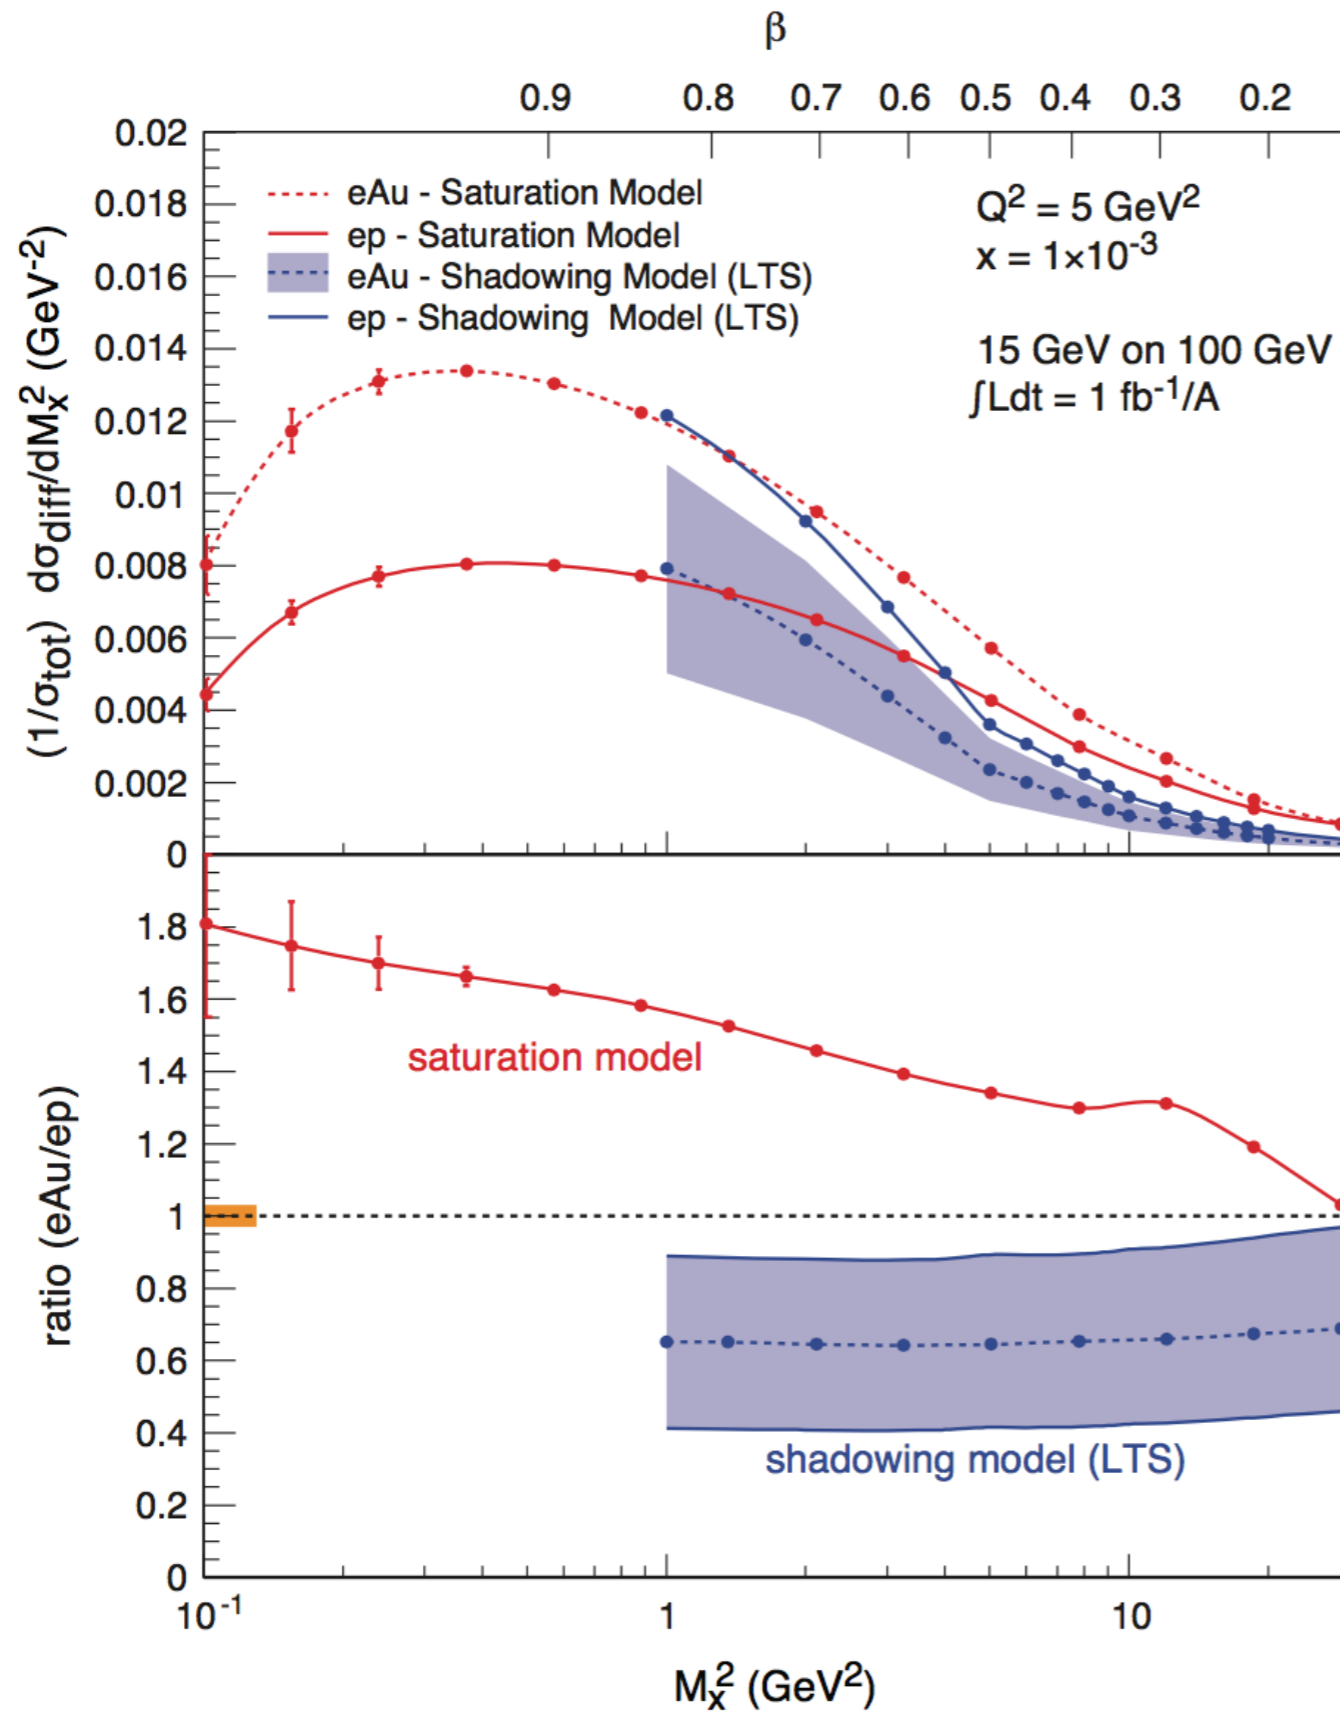 β
0.9 0.8 0.7 0.6 0.5 0.4 0.3 0.2
0.02
0.018
0.016
0.014
0.012
0.01
0.008
0.006
0.004
0.002
0
(1/σtot) dσdiff/dMx² (GeV⁻²)
eAu - Saturation Model
ep - Saturation Model
eAu - Shadowing Model (LTS)
ep - Shadowing Model (LTS)
Q² = 5 GeV²
x = 1×10⁻³
15 GeV on 100 GeV
∫Ldt = 1 fb⁻¹/A
1.8
1.6
1.4
1.2
1
0.8
0.6
0.4
0.2
0
ratio (eAu/ep)
saturation model
shadowing model (LTS)
10⁻¹ 1 10
Mx² (GeV²)